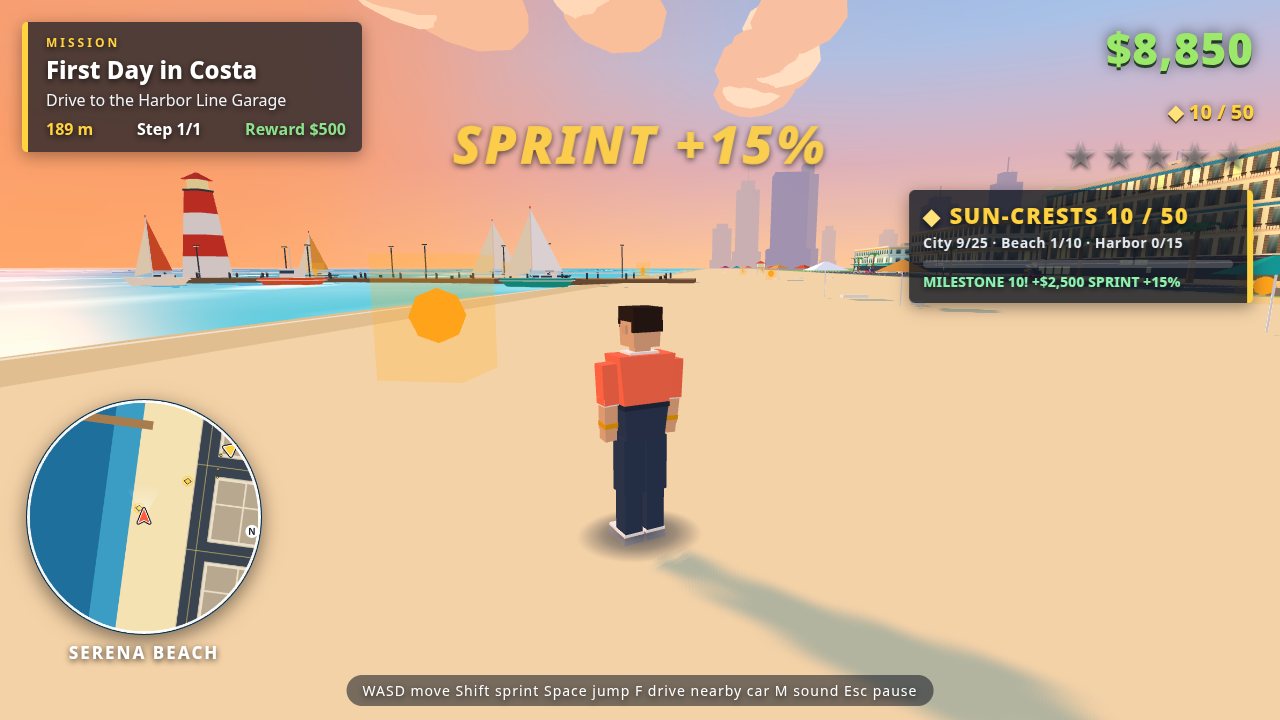 MISSION
First Day in Costa
Drive to the Harbor Line Garage
189 m Step 1/1 Reward $500
$8,850
◆ 10 / 50
SPRINT +15%
★ ★ ★ ★ ★
◆ SUN-CRESTS 10 / 50
City 9/25 · Beach 1/10 · Harbor 0/15
MILESTONE 10! +$2,500 SPRINT +15%
N
SERENA BEACH
WASD move Shift sprint Space jump F drive nearby car M sound Esc pause